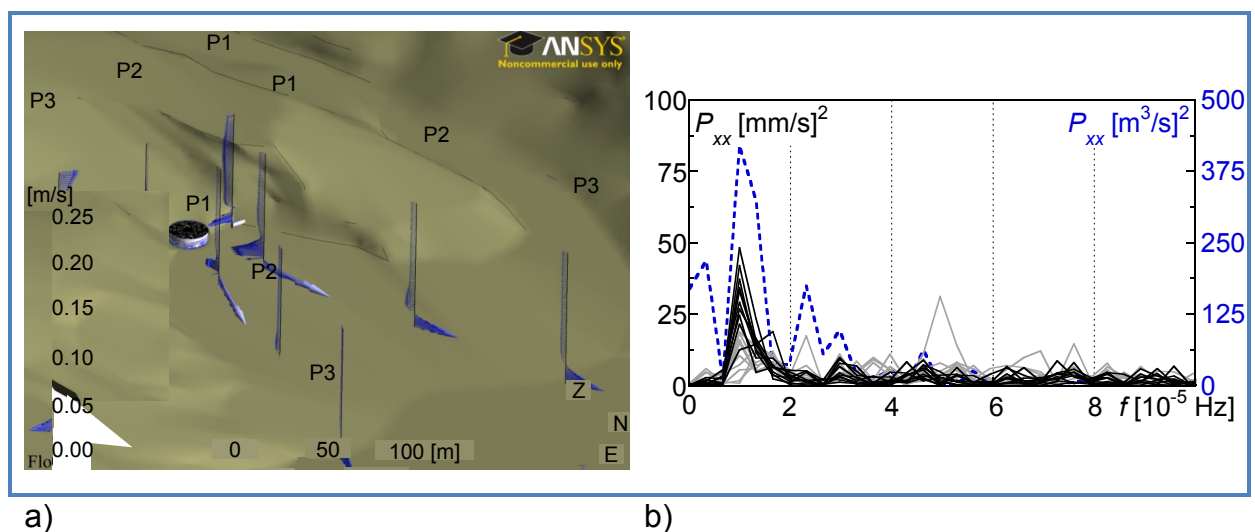 P1
ANSYS
Noncommercial use only
P2
P1
P3
P2
P3
[m/s]
P1
0.25
0.20
P2
0.15
0.10
P3
0.05
Z
N
0.00
0 50 100 [m]
E
Flo
100
75
50
25
0
P_xx [mm/s]^2
P_xx [m^3/s]^2
500
375
250
125
0
0 2 4 6 8 f [10^-5 Hz]
a)
b)